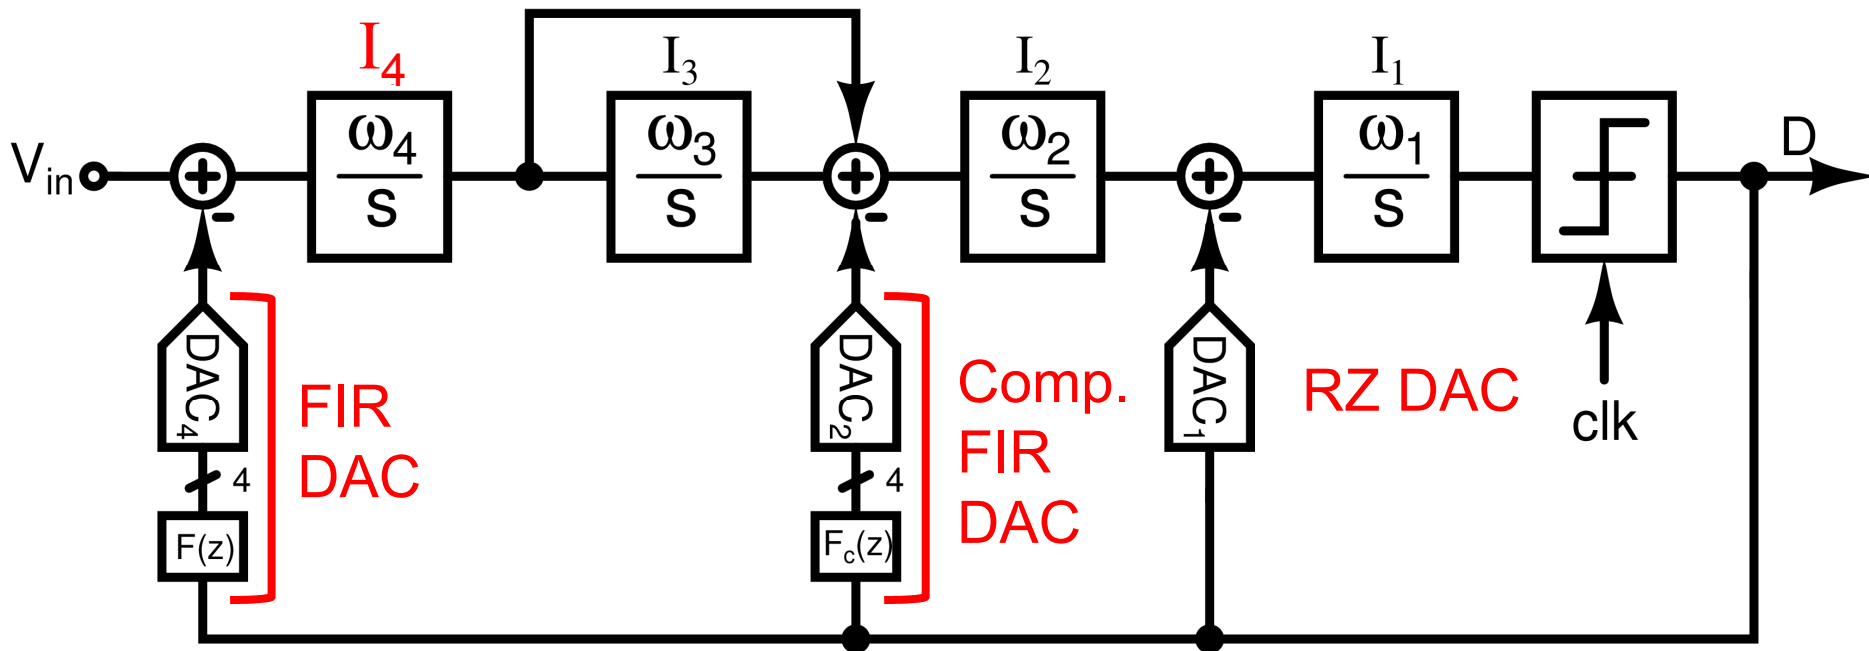 I4
I3
I2
I1
Vin
+
-
ω4
s
ω3
s
+
-
ω2
s
+
-
ω1
s
D
clk
DAC4
4
F(z)
FIR
DAC
DAC2
4
Fc(z)
Comp.
FIR
DAC
DAC1
RZ DAC